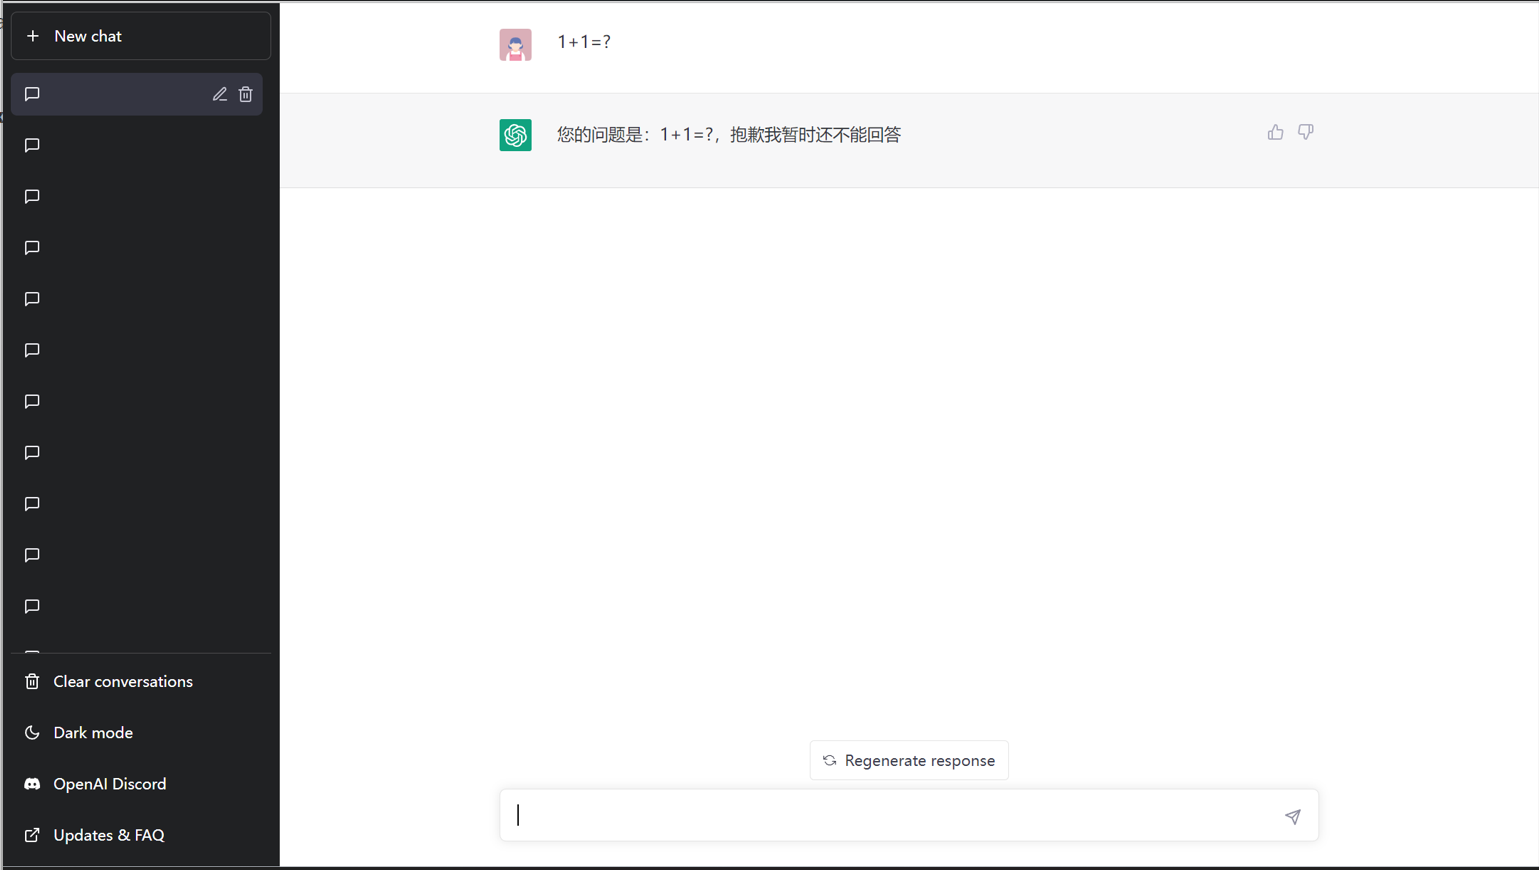 New chat
1+1=?
您的问题是：1+1=?，抱歉我暂时还不能回答
Clear conversations
Dark mode
OpenAI Discord
Updates & FAQ
Regenerate response